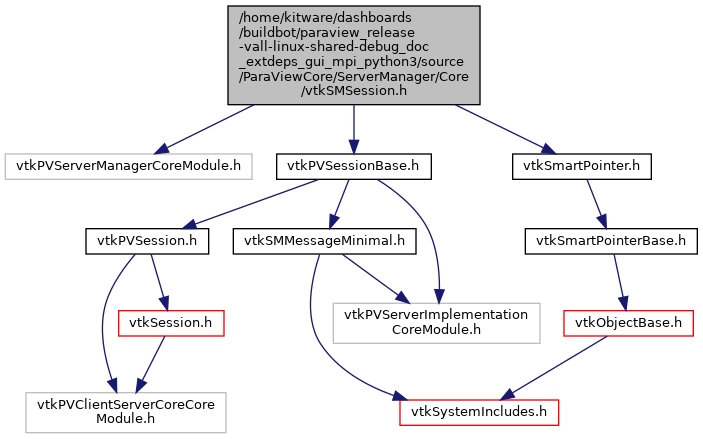 /home/kitware/dashboards
/buildbot/paraview_release
-vall-linux-shared-debug_doc
_extdeps_gui_mpi_python3/source
/ParaViewCore/ServerManager/Core
/vtkSMSession.h
vtkPVServerManagerCoreModule.h
vtkPVSessionBase.h
vtkSmartPointer.h
vtkPVSession.h
vtkSMMessageMinimal.h
vtkSmartPointerBase.h
vtkSession.h
vtkPVServerImplementation
CoreModule.h
vtkObjectBase.h
vtkPVClientServerCoreCore
Module.h
vtkSystemIncludes.h